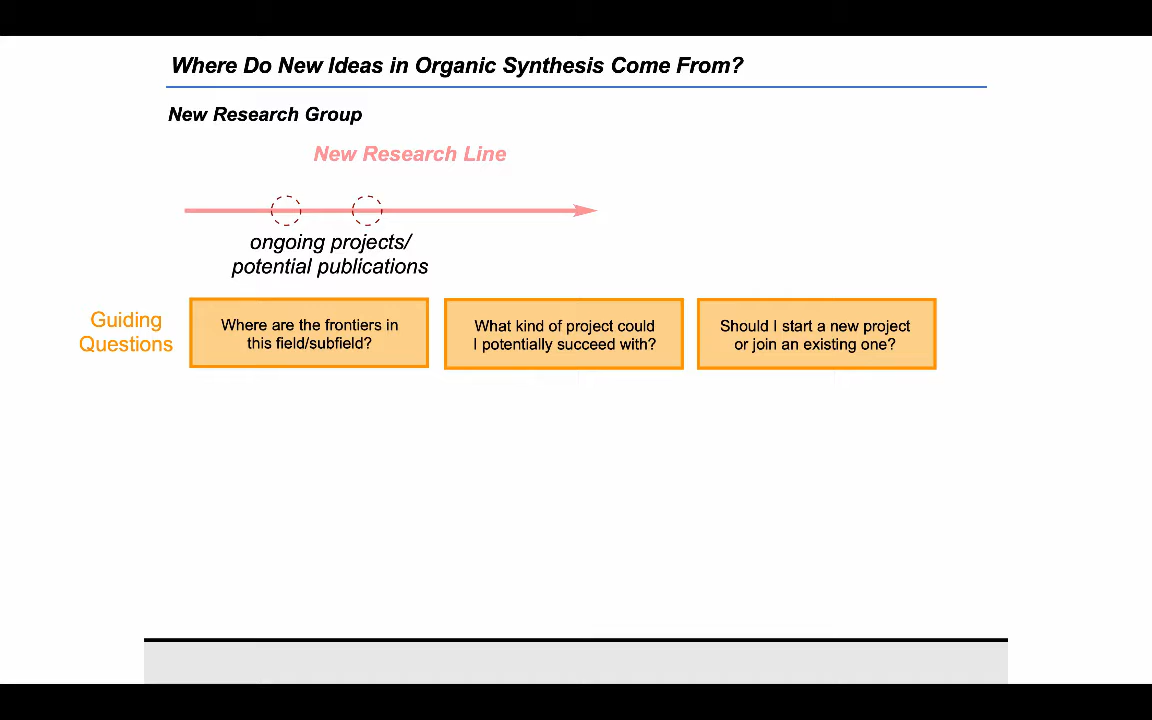 Where Do New Ideas in Organic Synthesis Come From?
New Research Group
New Research Line
ongoing projects/
potential publications
Guiding
Questions
Where are the frontiers in
this field/subfield?
What kind of project could
I potentially succeed with?
Should I start a new project
or join an existing one?